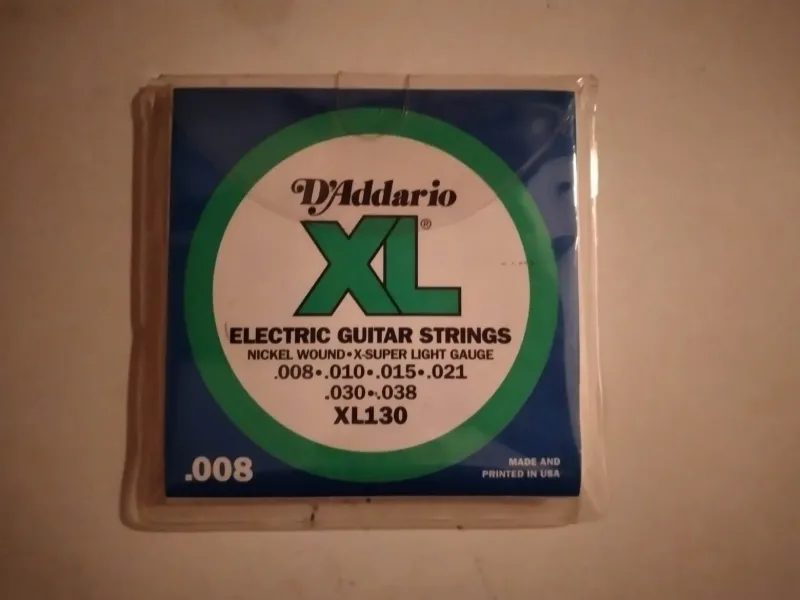 D'Addario
XL®
ELECTRIC GUITAR STRINGS
NICKEL WOUND•X-SUPER LIGHT GAUGE
.008•.010•.015•.021
.030•.038
XL130
.008
MADE AND
PRINTED IN USA